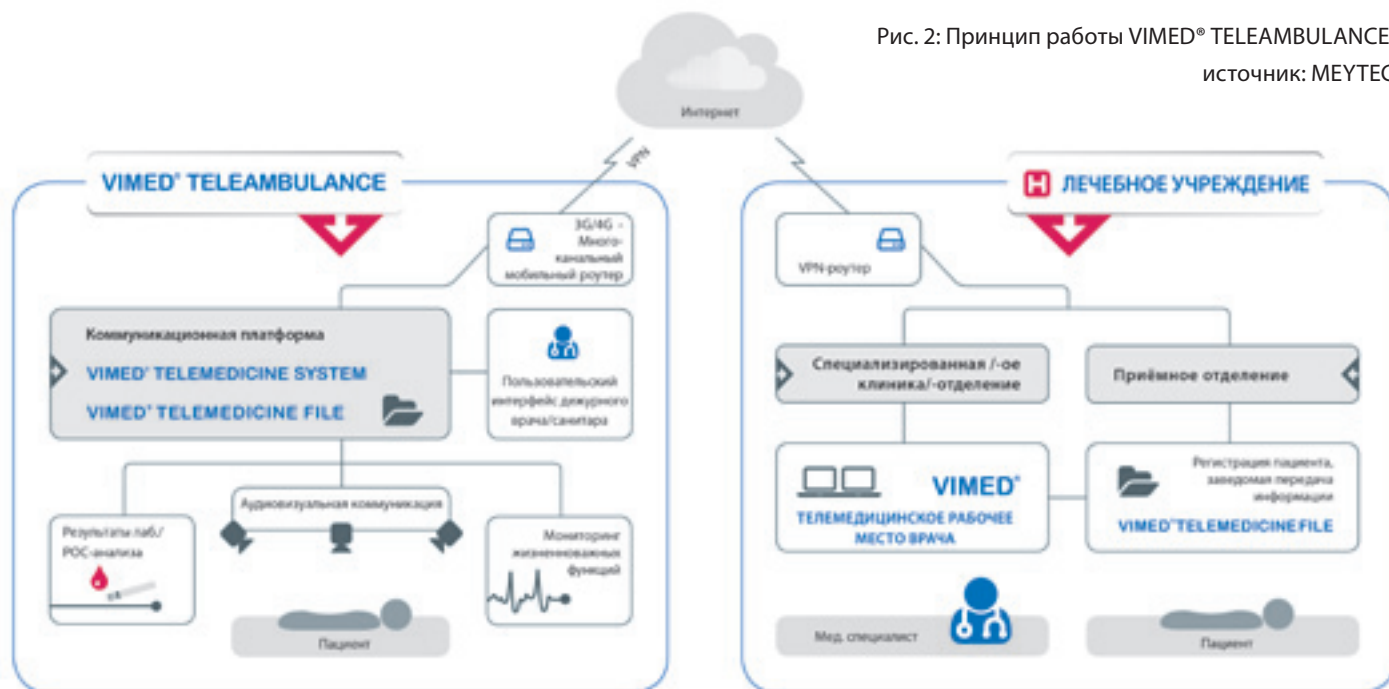 Рис. 2: Принцип работы VIMED® TELEAMBULANCE
источник: MEYTEC
Интернет
VPN
VIMED® TELEAMBULANCE
3G/4G –
Много-
канальный
мобильный роутер
Коммуникационная платформа
VIMED® TELEMEDICINE SYSTEM
VIMED® TELEMEDICINE FILE
Пользовательский
интерфейс дижурного
врача/санитара
Результаты лаб./
POC-анализа
Аудиовизуальная коммуникация
Мониторинг
жизненноважных
функций
Пациент
H ЛЕЧЕБНОЕ УЧРЕЖДЕНИЕ
VPN-роутер
Специализированная /-ое
клиника/-отделение
Приёмное отделение
VIMED®
ТЕЛЕМЕДИЦИНСКОЕ РАБОЧЕЕ
МЕСТО ВРАЧА
Регистрация пациента,
заведомая передача
информации
VIMED® TELEMEDICINE FILE
Мед. специалист
Пациент